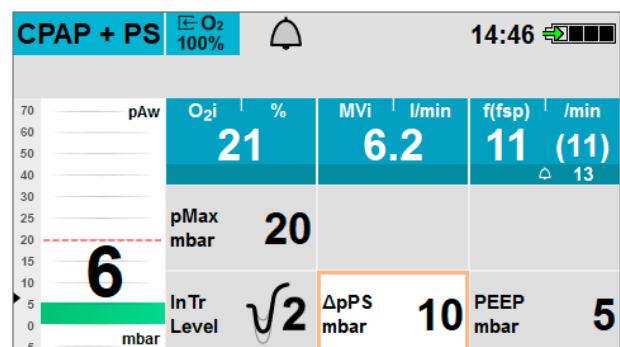 CPAP + PS O₂ 100% 14:46
70 pAw O₂i % MVi l/min f(fsp) /min
60
50 21 6.2 11 (11)
40 13
30
25 pMax mbar 20
20
15
10 6
5 InTr Level 2 ΔpPS mbar 10 PEEP mbar 5
0
mbar
5